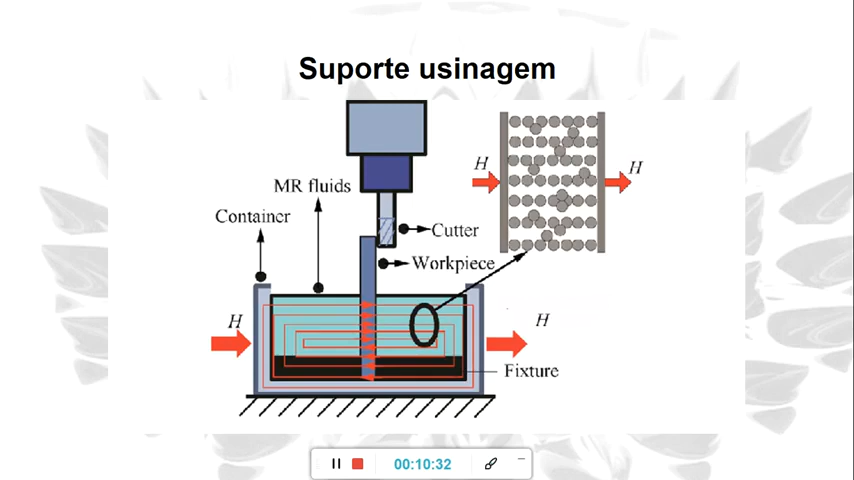 Suporte usinagem
H
H
MR fluids
Container
Cutter
Workpiece
H
H
Fixture
00:10:32